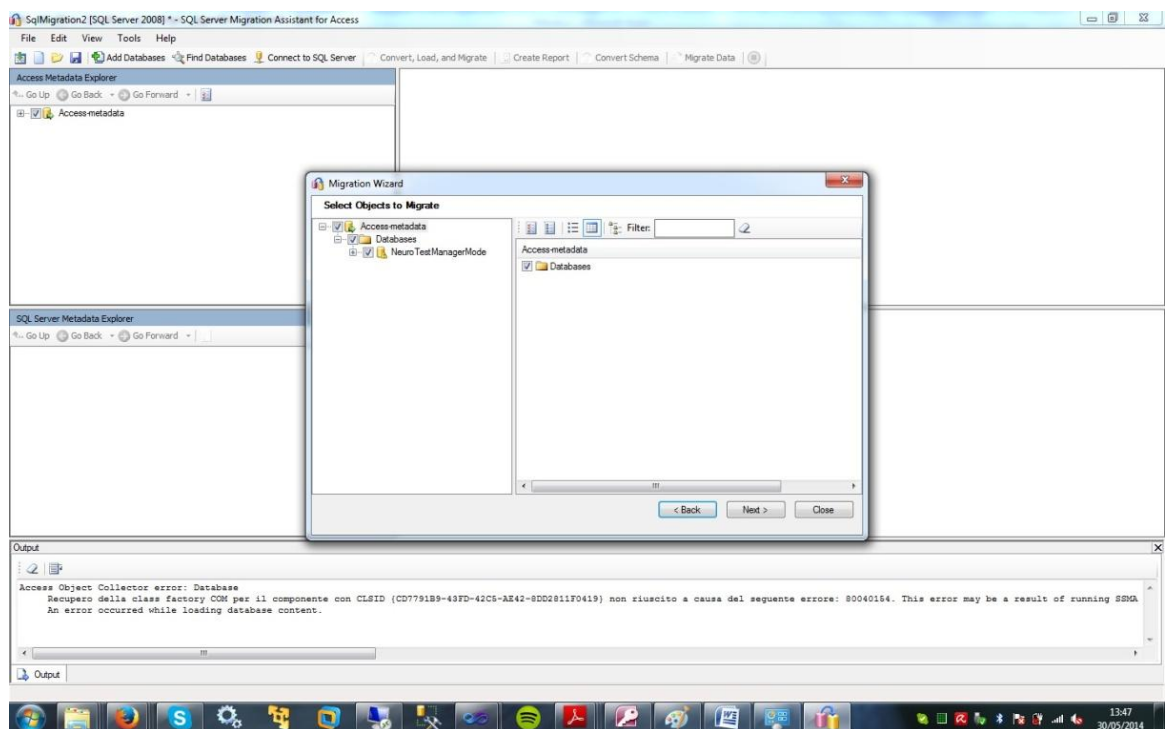 SqlMigration2 [SQL Server 2008] * - SQL Server Migration Assistant for Access
File Edit View Tools Help
Add Databases Find Databases Connect to SQL Server Convert, Load, and Migrate Create Report Convert Schema Migrate Data
Access Metadata Explorer
Go Up Go Back Go Forward
Access-metadata
Migration Wizard
Select Objects to Migrate
Access-metadata
Databases
NeuroTestManagerMode
Filter:
Access-metadata
Databases
< Back Next > Close
SQL Server Metadata Explorer
Go Up Go Back Go Forward
Output
Access Object Collector error: Database
Recupero della class factory COM per il componente con CLSID {CD7791B9-43FD-42C5-AE42-8DD2811F0419} non riuscito a causa del seguente errore: 80040154. This error may be a result of running SSMA
An error occurred while loading database content.
Output
13:47
30/05/2014